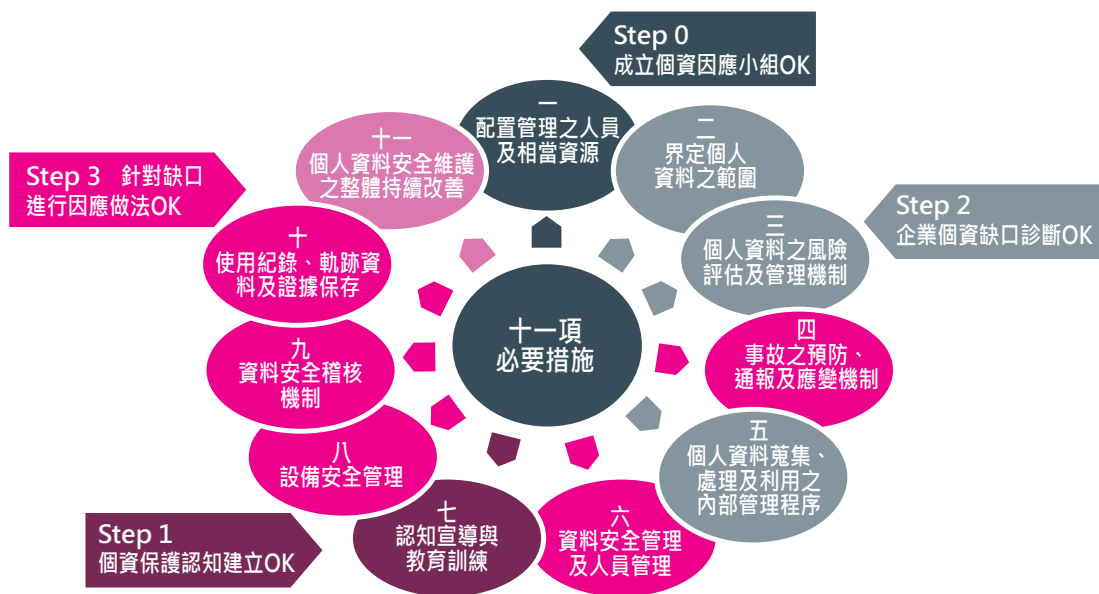 Step 0
成立個資因應小組OK
一
配置管理之人員
及相當資源
二
界定個人
資料之範圍
Step 2
企業個資缺口診斷OK
三
個人資料之風險
評估及管理機制
四
事故之預防、
通報及應變機制
五
個人資料蒐集、
處理及利用之
內部管理程序
六
資料安全管理
及人員管理
七
認知宣導與
教育訓練
Step 1
個資保護認知建立OK
八
設備安全管理
九
資料安全稽核
機制
十
使用紀錄、軌跡資
料及證據保存
Step 3 針對缺口
進行因應做法OK
十一
個人資料安全維護
之整體持續改善
十一項
必要措施